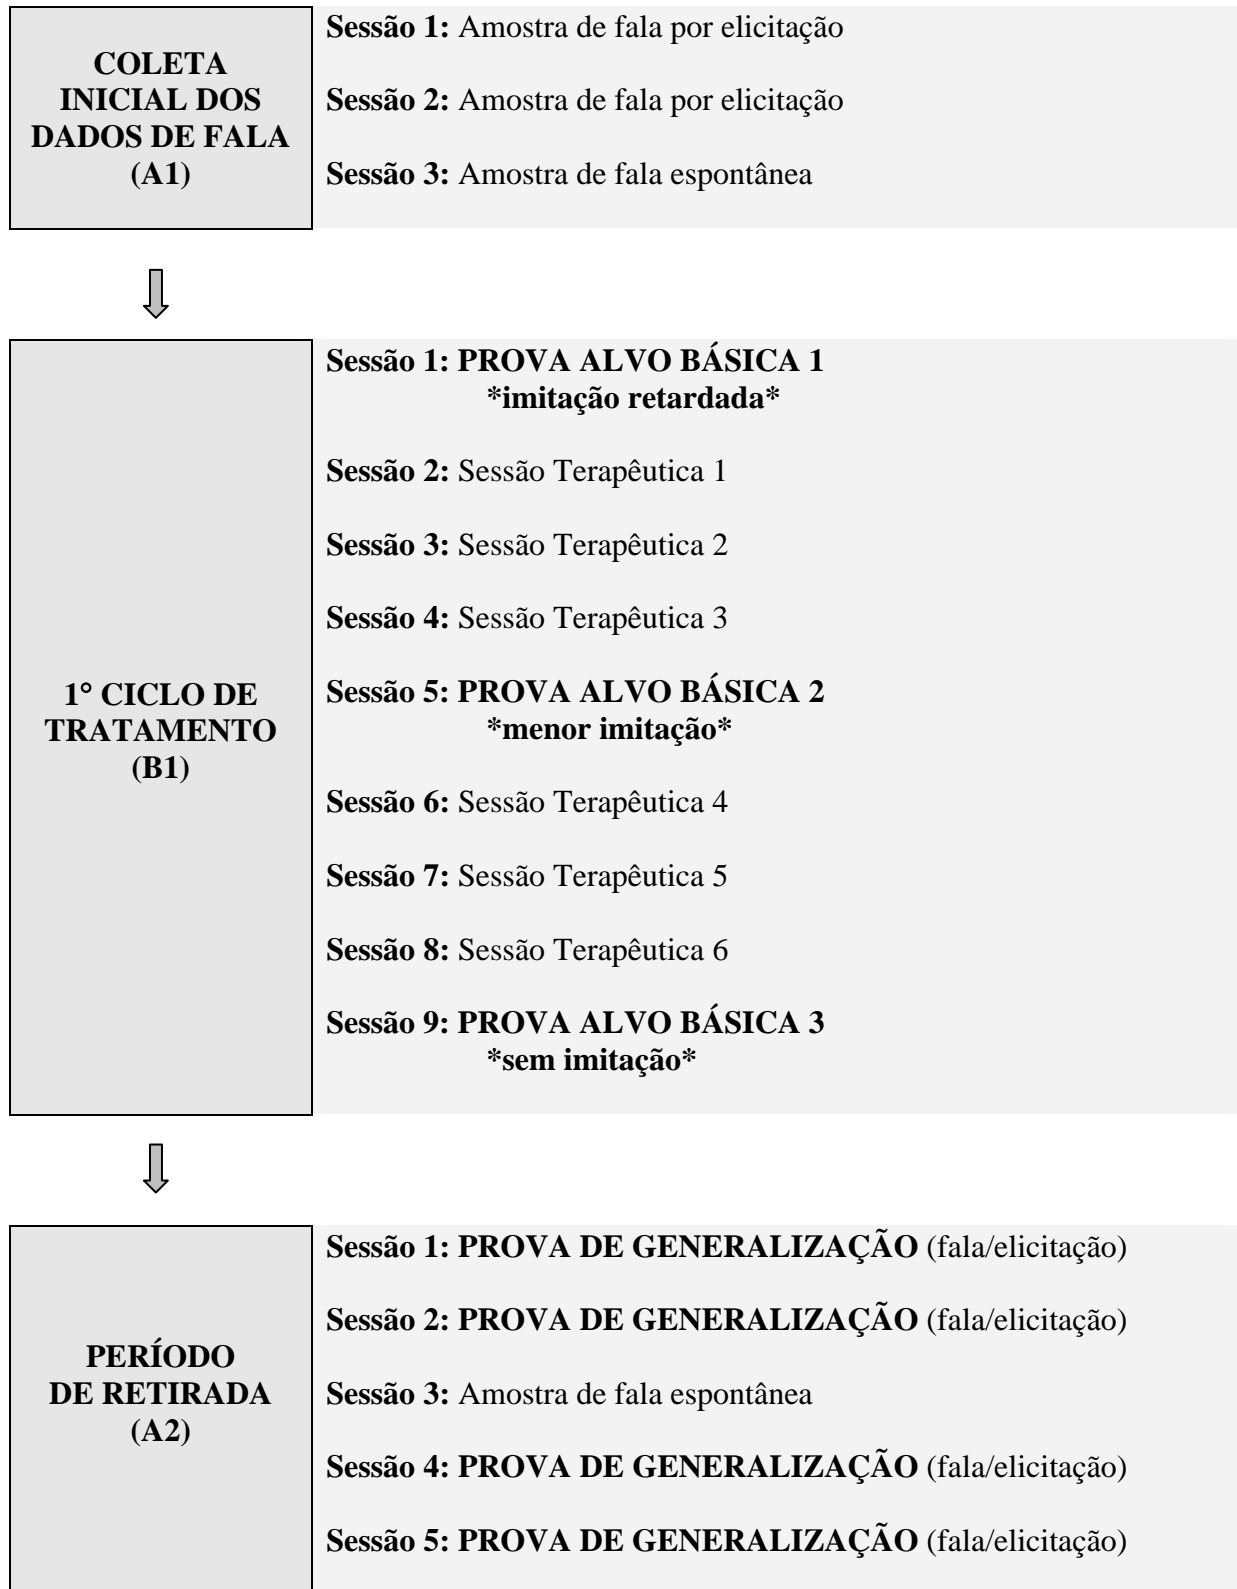 COLETA
INICIAL DOS
DADOS DE FALA
(A1)
Sessão 1: Amostra de fala por elicitação
Sessão 2: Amostra de fala por elicitação
Sessão 3: Amostra de fala espontânea
1° CICLO DE
TRATAMENTO
(B1)
Sessão 1: PROVA ALVO BÁSICA 1
*imitação retardada*
Sessão 2: Sessão Terapêutica 1
Sessão 3: Sessão Terapêutica 2
Sessão 4: Sessão Terapêutica 3
Sessão 5: PROVA ALVO BÁSICA 2
*menor imitação*
Sessão 6: Sessão Terapêutica 4
Sessão 7: Sessão Terapêutica 5
Sessão 8: Sessão Terapêutica 6
Sessão 9: PROVA ALVO BÁSICA 3
*sem imitação*
PERÍODO
DE RETIRADA
(A2)
Sessão 1: PROVA DE GENERALIZAÇÃO (fala/elicitação)
Sessão 2: PROVA DE GENERALIZAÇÃO (fala/elicitação)
Sessão 3: Amostra de fala espontânea
Sessão 4: PROVA DE GENERALIZAÇÃO (fala/elicitação)
Sessão 5: PROVA DE GENERALIZAÇÃO (fala/elicitação)